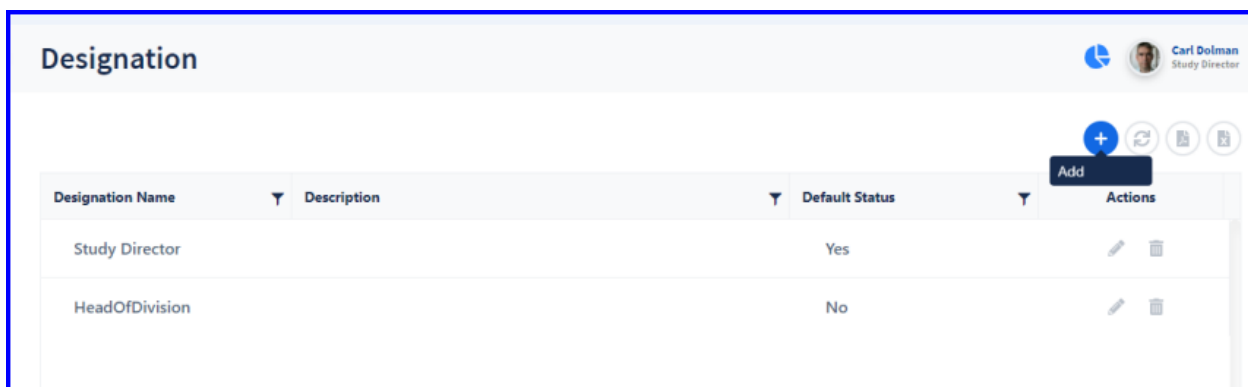 Designation
Carl Dolman
Study Director
Add
Designation Name Description Default Status Actions
Study Director Yes
HeadOfDivision No